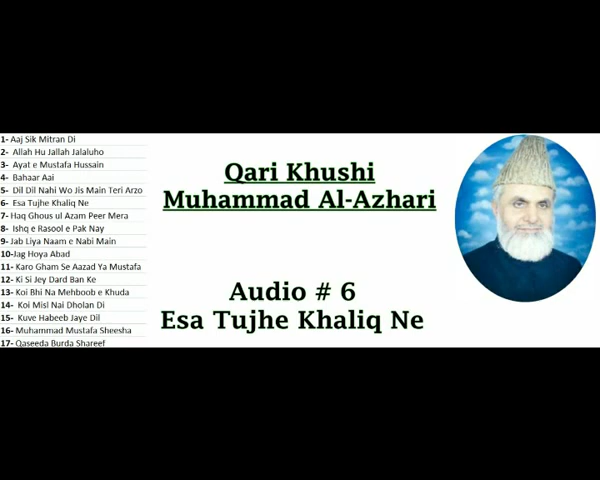 1- Aaj Sik Mitran Di
2- Allah Hu Jallah Jalaluho
3- Ayat e Mustafa Hussain
4- Bahaar Aai
5- Dil Dil Nahi Wo Jis Main Teri Arzo
6- Esa Tujhe Khaliq Ne
7- Haq Ghous ul Azam Peer Mera
8- Ishq e Rasool e Pak Nay
9- Jab Liya Naam e Nabi Main
10-Jag Hoya Abad
11- Karo Gham Se Aazad Ya Mustafa
12- Ki Si Jey Dard Ban Ke
13- Koi Bhi Na Mehboob e Khuda
14- Koi Misl Nai Dholan Di
15- Kuve Habeeb Jaye Dil
16- Muhammad Mustafa Sheesha
17- Qaseeda Burda Shareef
Qari Khushi
Muhammad Al-Azhari
Audio # 6
Esa Tujhe Khaliq Ne